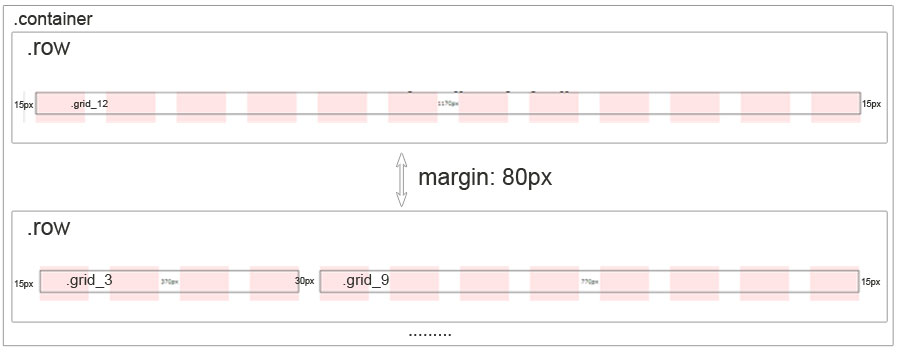 .container
.row
15px .grid_12 1170px 15px
margin: 80px
.row
15px .grid_3 370px 30px .grid_9 770px 15px
.........